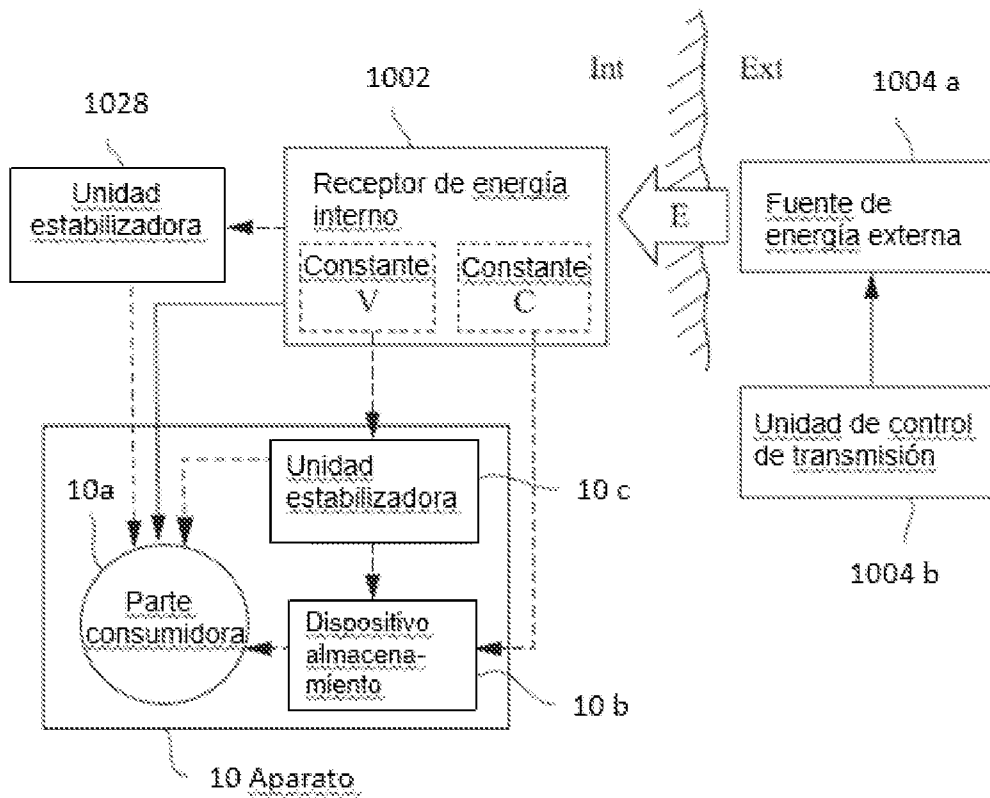 Int
Ext
1002
1004 a
1028
Unidad
estabilizadora
Receptor de energía
interno
Constante
V
Constante
C
E
Fuente de
energía externa
Unidad de control
de transmisión
1004 b
10a
Unidad
estabilizadora
10 c
Parte
consumidora
Dispositivo
almacena-
miento
10 b
10 Aparato